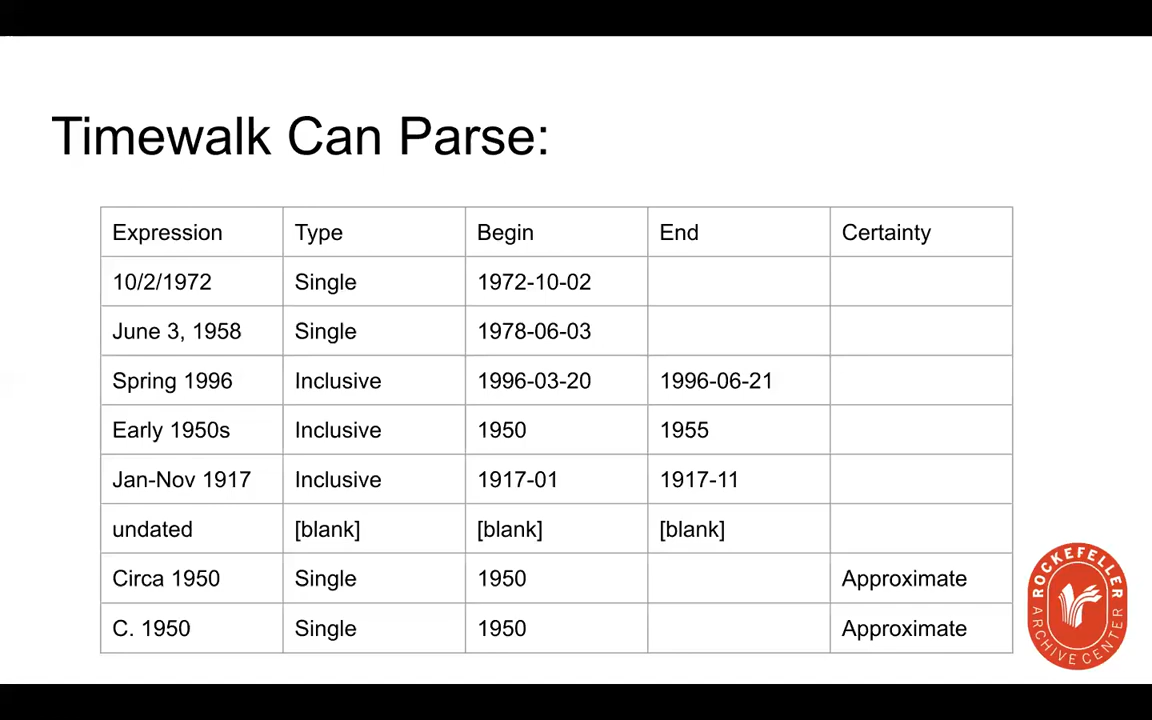 Timewalk Can Parse:
Expression Type Begin End Certainty
10/2/1972 Single 1972-10-02
June 3, 1958 Single 1978-06-03
Spring 1996 Inclusive 1996-03-20 1996-06-21
Early 1950s Inclusive 1950 1955
Jan-Nov 1917 Inclusive 1917-01 1917-11
undated [blank] [blank] [blank]
Circa 1950 Single 1950 Approximate
C. 1950 Single 1950 Approximate
ROCKEFELLER
ARCHIVE CENTER